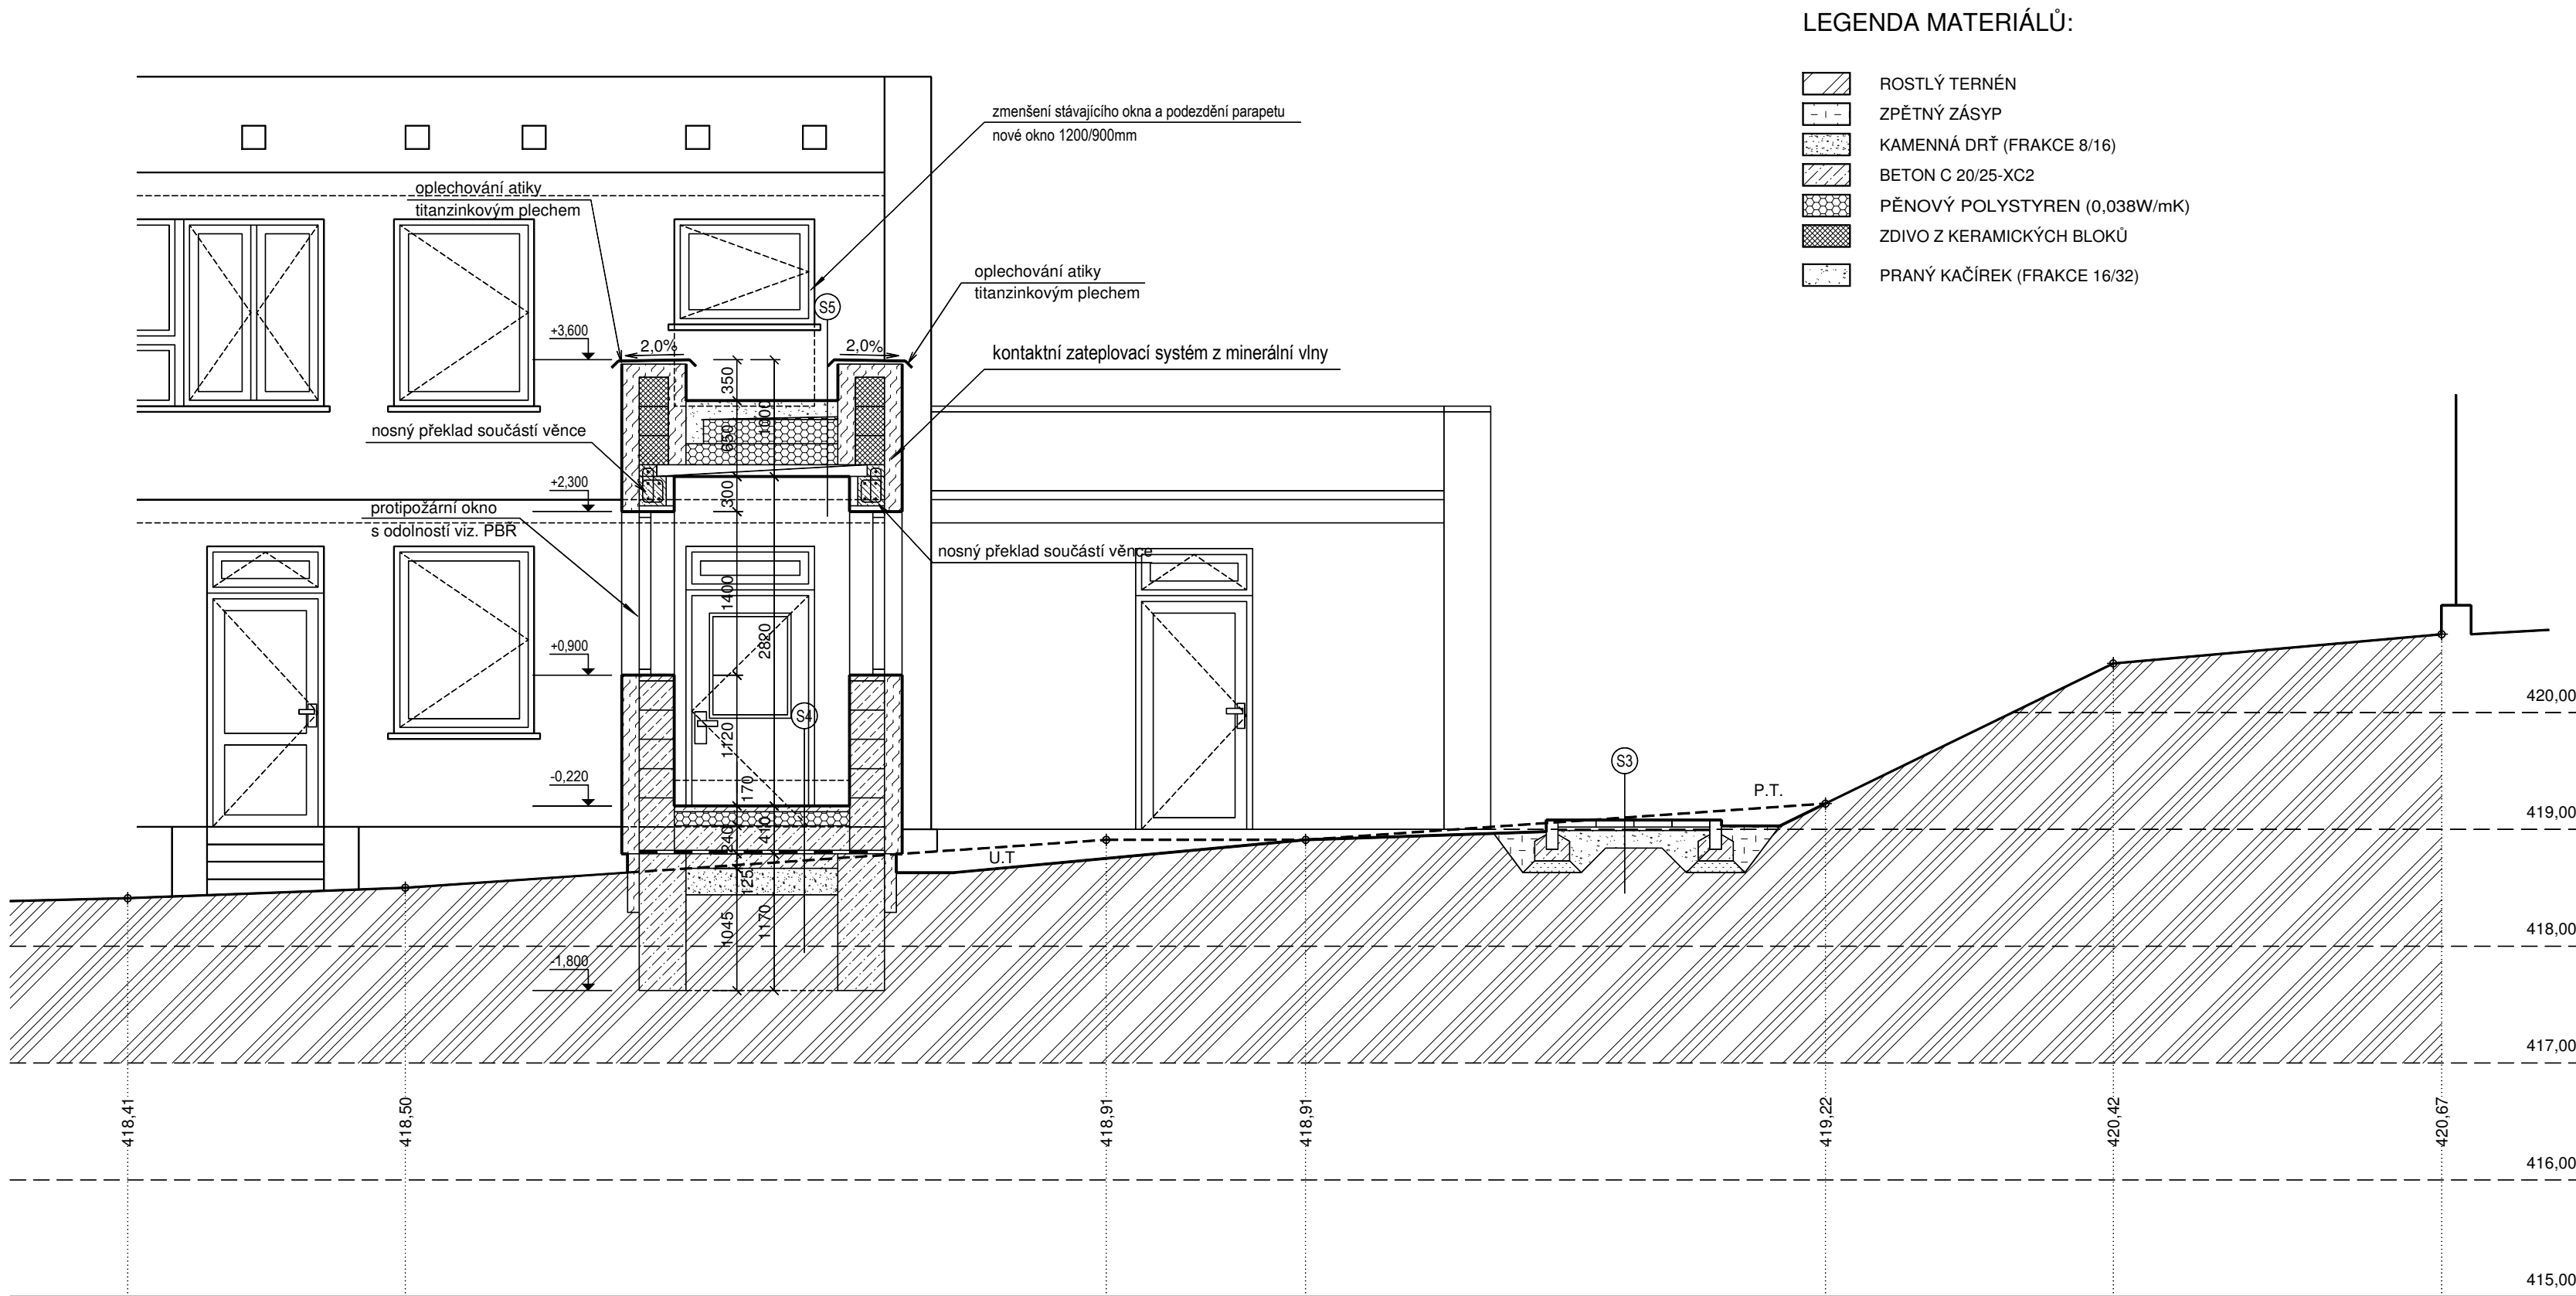 LEGENDA MATERIÁLŮ:
ROSTLÝ TERNÉN
ZPĚTNÝ ZÁSYP
KAMENNÁ DRŤ (FRAKCE 8/16)
BETON C 20/25-XC2
PĚNOVÝ POLYSTYREN (0,038W/mK)
ZDIVO Z KERAMICKÝCH BLOKŮ
PRANÝ KAČÍREK (FRAKCE 16/32)
zmenšení stávajícího okna a podezdění parapetu
nové okno 1200/900mm
oplechování atiky
titanzinkovým plechem
oplechování atiky
titanzinkovým plechem
S5
+3,600
2,0%
2,0%
kontaktní zateplovací systém z minerální vlny
350
1000
650
nosný překlad součástí věnce
+2,300
300
protipožární okno
s odolností viz. PBŘ
nosný překlad součástí věnce
1400
2820
+0,900
S4
1120
-0,220
170
240
410
125
1045
1170
-1,800
U.T
S3
P.T.
420,00
419,00
418,00
417,00
416,00
415,00
418,41
418,50
418,91
418,91
419,22
420,42
420,67